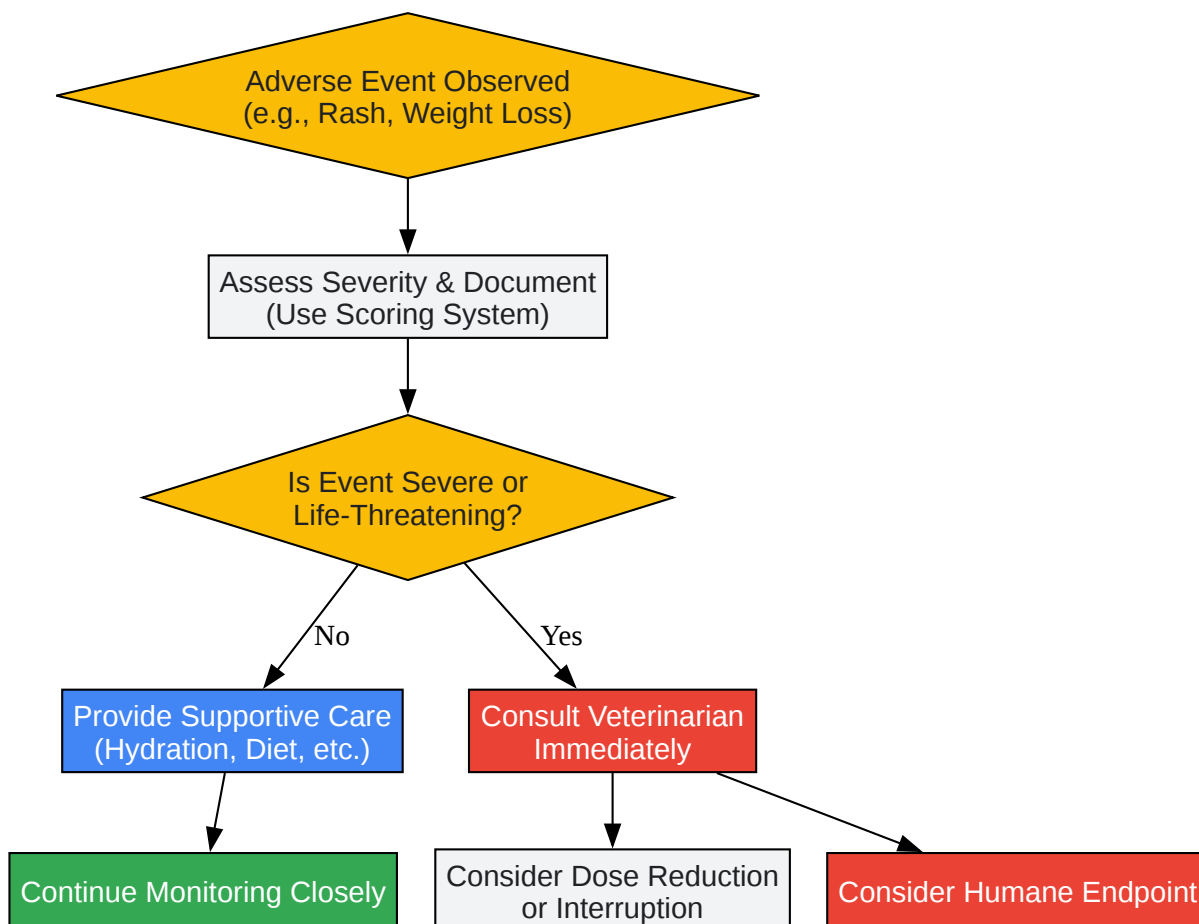 Adverse Event Observed
(e.g., Rash, Weight Loss)
Assess Severity & Document
(Use Scoring System)
Is Event Severe or
Life-Threatening?
No
Yes
Provide Supportive Care
(Hydration, Diet, etc.)
Consult Veterinarian
Immediately
Continue Monitoring Closely
Consider Dose Reduction
or Interruption
Consider Humane Endpoint